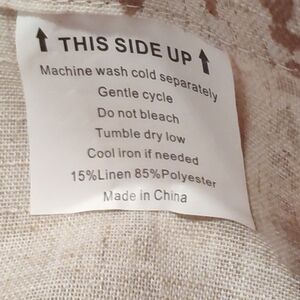 ↑ THIS SIDE UP ↑
Machine wash cold separately
Gentle cycle
Do not bleach
Tumble dry low
Cool iron if needed
15%Linen 85%Polyester
Made in China